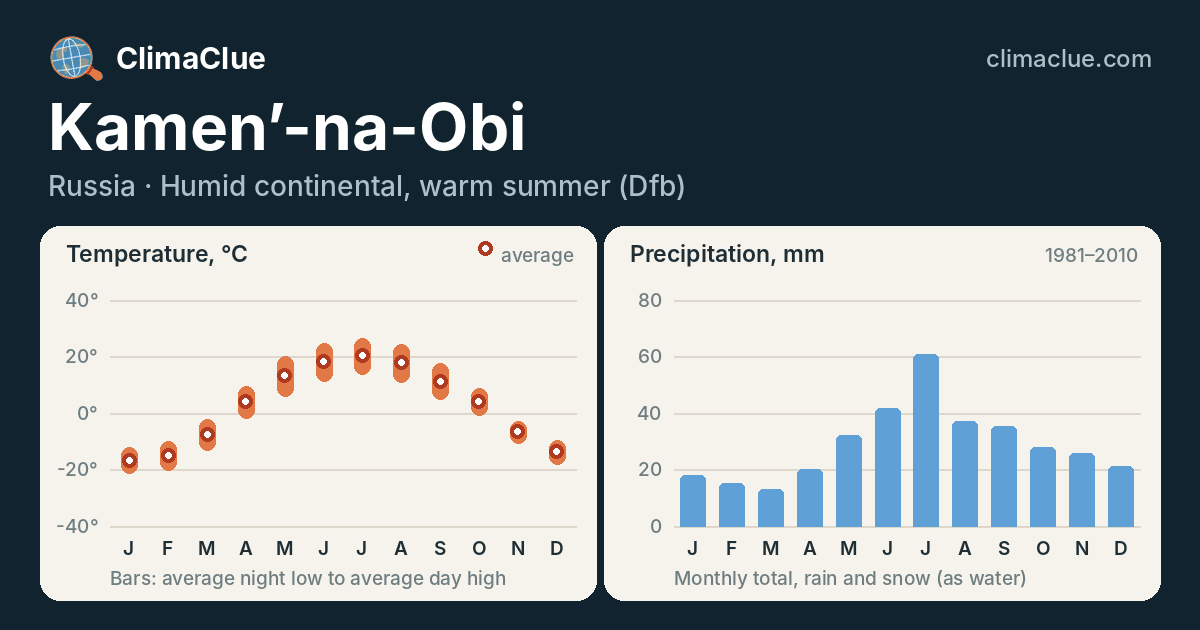 ClimaClue
climaclue.com
Kamen’-na-Obi
Russia · Humid continental, warm summer (Dfb)
Temperature, °C
average
40°
20°
0°
-20°
-40°
J F M A M J J A S O N D
Bars: average night low to average day high
Precipitation, mm
1981–2010
80
60
40
20
0
J F M A M J J A S O N D
Monthly total, rain and snow (as water)